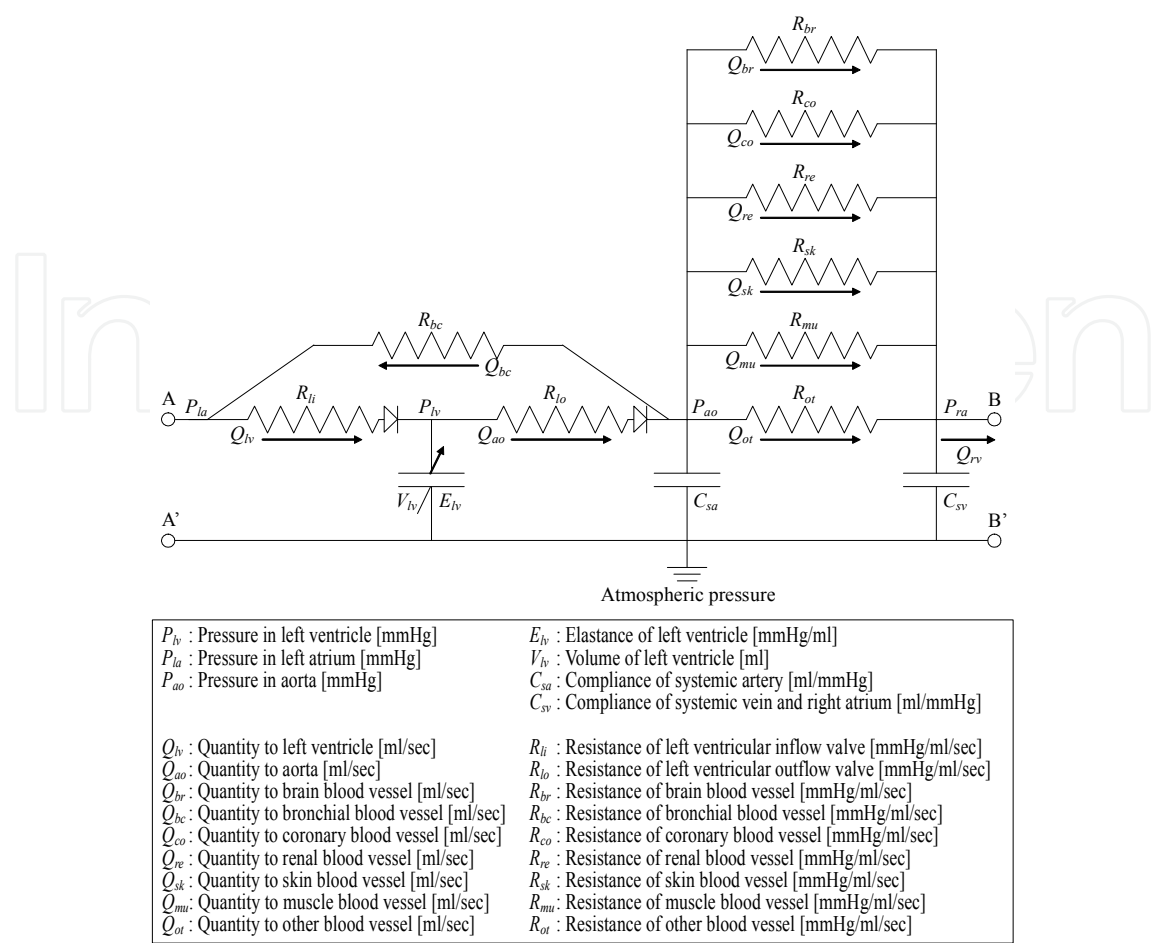 R_br
Q_br
R_co
Q_co
R_re
Q_re
R_sk
Q_sk
R_bc
Q_bc
R_mu
Q_mu
A P_la R_li P_lv R_lo P_ao R_ot P_ra B
Q_lv Q_ao Q_ot Q_rv
V_lv E_lv C_sa C_sv
A' B'
Atmospheric pressure
P_lv : Pressure in left ventricle [mmHg]
P_la : Pressure in left atrium [mmHg]
P_ao : Pressure in aorta [mmHg]
E_lv : Elastance of left ventricle [mmHg/ml]
V_lv : Volume of left ventricle [ml]
C_sa : Compliance of systemic artery [ml/mmHg]
C_sv : Compliance of systemic vein and right atrium [ml/mmHg]
Q_lv : Quantity to left ventricle [ml/sec]
Q_ao : Quantity to aorta [ml/sec]
Q_br : Quantity to brain blood vessel [ml/sec]
Q_bc : Quantity to bronchial blood vessel [ml/sec]
Q_co : Quantity to coronary blood vessel [ml/sec]
Q_re : Quantity to renal blood vessel [ml/sec]
Q_sk : Quantity to skin blood vessel [ml/sec]
Q_mu: Quantity to muscle blood vessel [ml/sec]
Q_ot : Quantity to other blood vessel [ml/sec]
R_li : Resistance of left ventricular inflow valve [mmHg/ml/sec]
R_lo : Resistance of left ventricular outflow valve [mmHg/ml/sec]
R_br : Resistance of brain blood vessel [mmHg/ml/sec]
R_bc : Resistance of bronchial blood vessel [mmHg/ml/sec]
R_co : Resistance of coronary blood vessel [mmHg/ml/sec]
R_re : Resistance of renal blood vessel [mmHg/ml/sec]
R_sk : Resistance of skin blood vessel [mmHg/ml/sec]
R_mu: Resistance of muscle blood vessel [mmHg/ml/sec]
R_ot : Resistance of other blood vessel [mmHg/ml/sec]